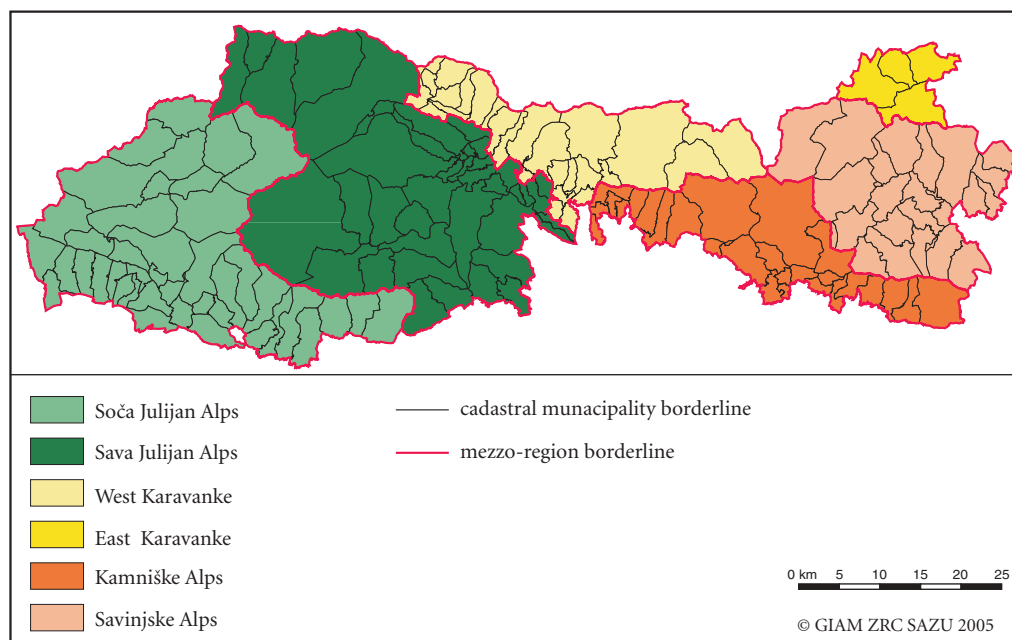 Soča Julijan Alps
Sava Julijan Alps
West Karavanke
East Karavanke
Kamniške Alps
Savinjske Alps
cadastral munacipality borderline
mezzo-region borderline
0 km 5 10 15 20 25
© GIAM ZRC SAZU 2005